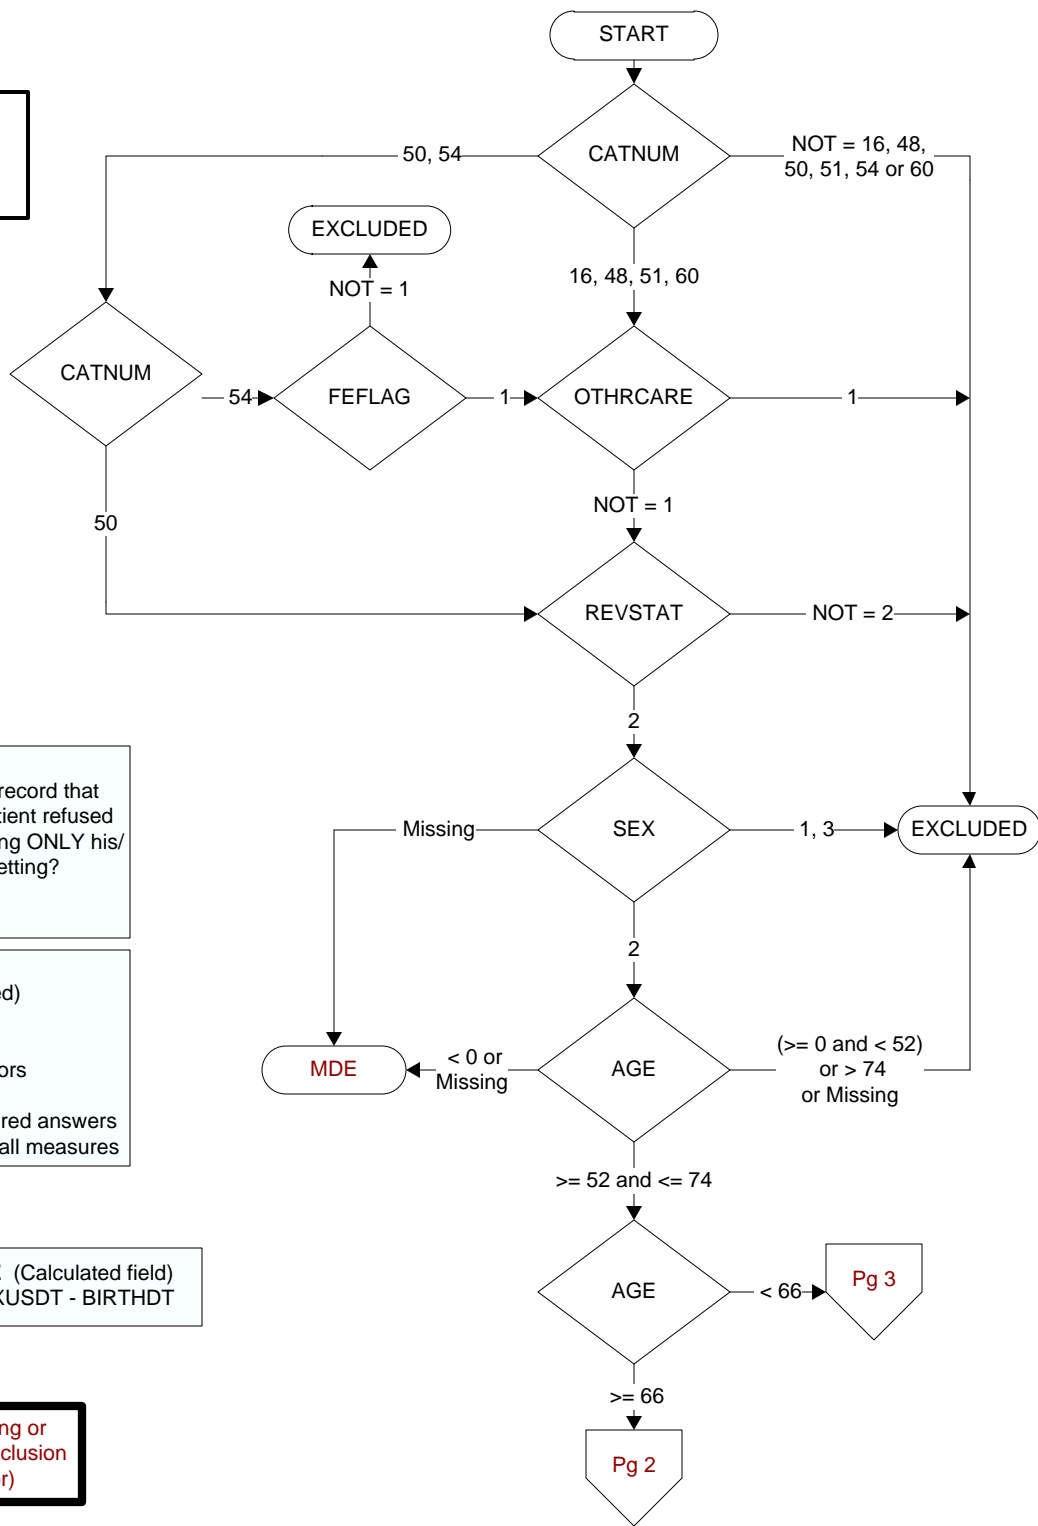 START
CATNUM
50, 54
NOT = 16, 48,
50, 51, 54 or 60
EXCLUDED
16, 48, 51, 60
NOT = 1
CATNUM
54
FEFLAG
1
OTHRCARE
1
NOT = 1
50
REVSTAT
NOT = 2
2
record that
tient refused
ng ONLY his/
etting?
Missing
SEX
1, 3
EXCLUDED
2
ed)
ors
red answers
all measures
MDE
< 0 or
Missing
AGE
(>= 0 and < 52)
or > 74
or Missing
>= 52 and <= 74
(Calculated field)
XUSDT - BIRTHDT
AGE
< 66
Pg 3
>= 66
ng or
clusion
or)
Pg 2